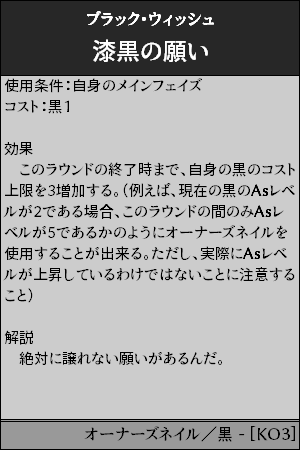 ブラック・ウィッシュ
漆黒の願い
使用条件：自身のメインフェイズ
コスト：黒1
効果
　このラウンドの終了時まで、自身の黒のコスト
上限を3増加する。（例えば、現在の黒のAsレベ
ルが2である場合、このラウンドの間のみAsレ
ベルが5であるかのようにオーナーズネイルを
使用することが出来る。ただし、実際にAsレベ
ルが上昇しているわけではないことに注意する
こと）
解説
　絶対に譲れない願いがあるんだ。
オーナーズネイル／黒 - [KO3]